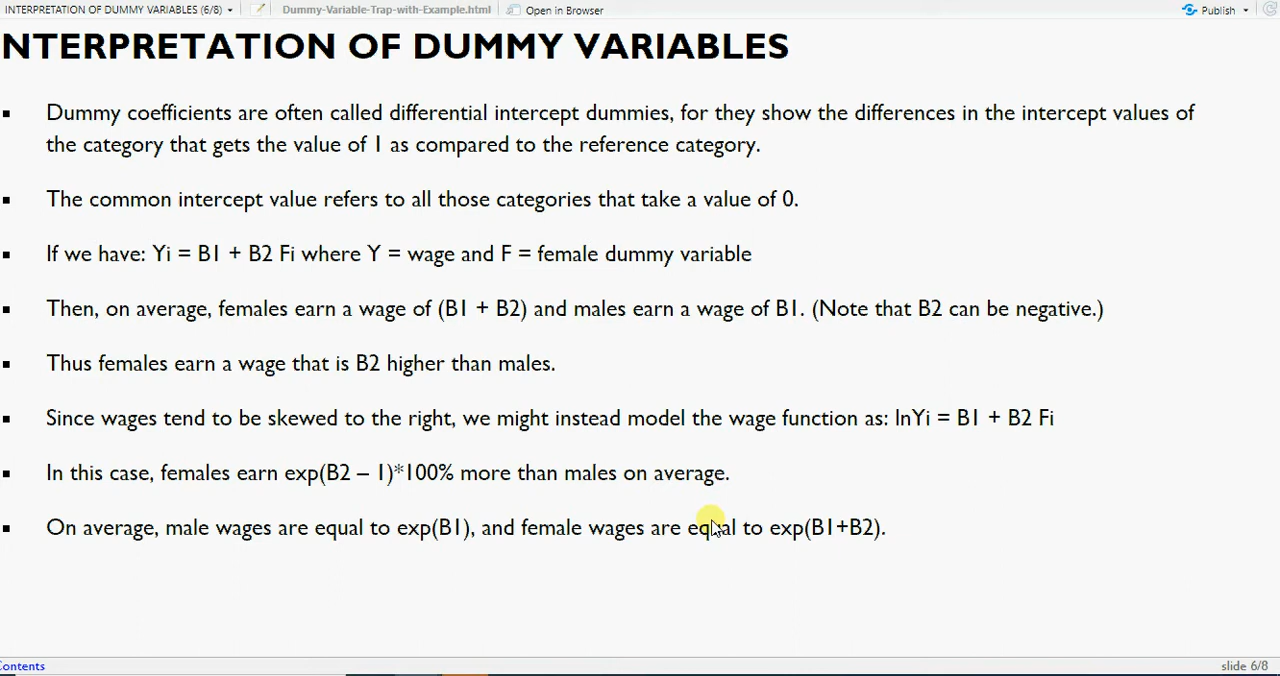 INTERPRETATION OF DUMMY VARIABLES (6/8)
Dummy-Variable-Trap-with-Example.html
Open in Browser
Publish
NTERPRETATION OF DUMMY VARIABLES
Dummy coefficients are often called differential intercept dummies, for they show the differences in the intercept values of
the category that gets the value of 1 as compared to the reference category.
The common intercept value refers to all those categories that take a value of 0.
If we have: Yi = B1 + B2 Fi where Y = wage and F = female dummy variable
Then, on average, females earn a wage of (B1 + B2) and males earn a wage of B1. (Note that B2 can be negative.)
Thus females earn a wage that is B2 higher than males.
Since wages tend to be skewed to the right, we might instead model the wage function as: lnYi = B1 + B2 Fi
In this case, females earn exp(B2 – 1)*100% more than males on average.
On average, male wages are equal to exp(B1), and female wages are equal to exp(B1+B2).
Contents
slide 6/8